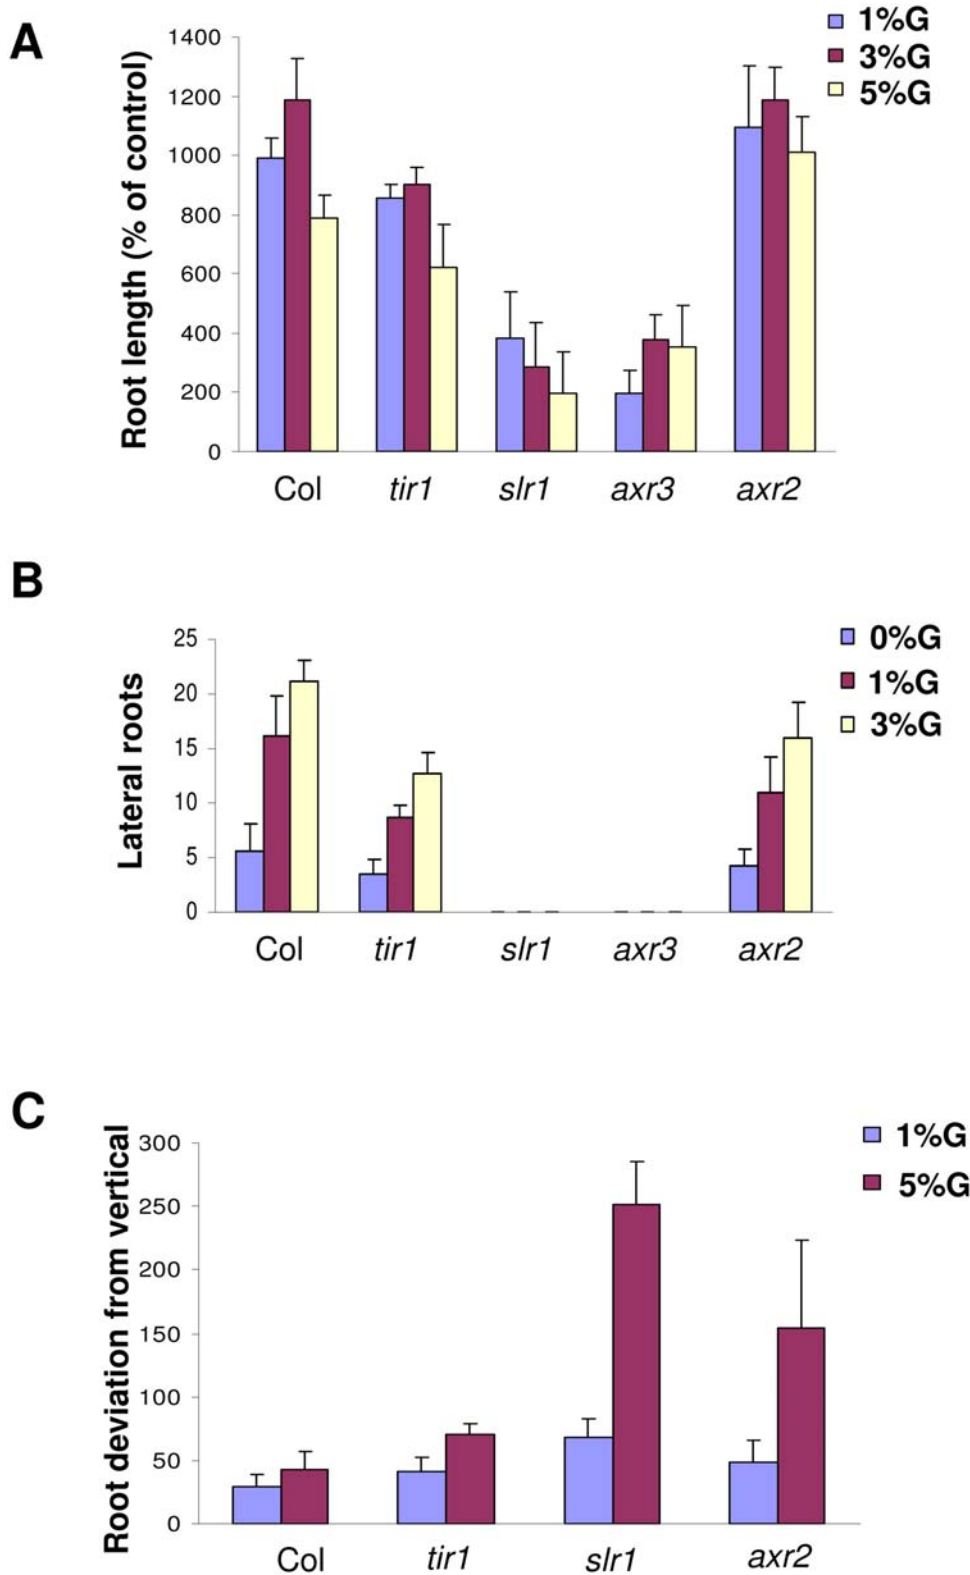 A
Root length (% of control)
1400
1200
1000
800
600
400
200
0
Col tir1 slr1 axr3 axr2
1%G
3%G
5%G
B
Lateral roots
25
20
15
10
5
0
Col tir1 slr1 axr3 axr2
0%G
1%G
3%G
C
Root deviation from vertical
300
250
200
150
100
50
0
Col tir1 slr1 axr2
1%G
5%G